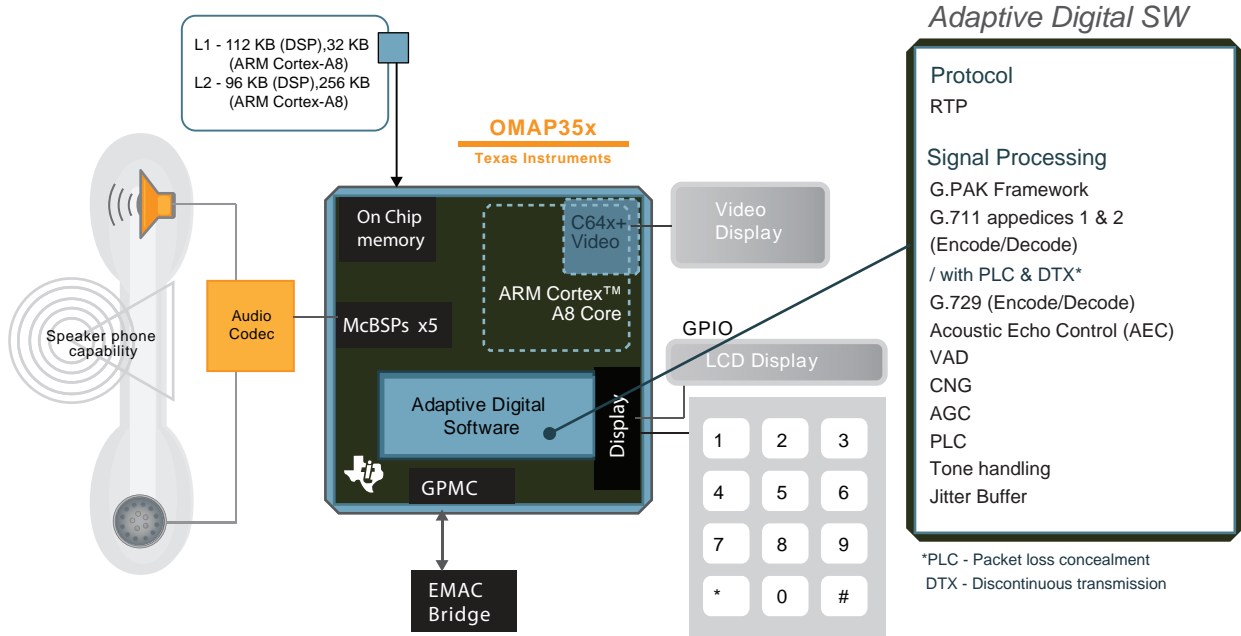 Adaptive Digital SW
L1 - 112 KB (DSP),32 KB
(ARM Cortex-A8)
L2 - 96 KB (DSP),256 KB
(ARM Cortex-A8)
OMAP35x
Texas Instruments
On Chip
memory
C64x+
Video
Video
Display
ARM Cortex™
A8 Core
McBSPs x5
Audio
Codec
Speaker phone
capability
GPIO
LCD Display
Adaptive Digital
Software
Display
GPMC
EMAC
Bridge
1 2 3
4 5 6
7 8 9
* 0 #
Protocol
RTP
Signal Processing
G.PAK Framework
G.711 appedices 1 & 2
(Encode/Decode)
/ with PLC & DTX*
G.729 (Encode/Decode)
Acoustic Echo Control (AEC)
VAD
CNG
AGC
PLC
Tone handling
Jitter Buffer
*PLC - Packet loss concealment
DTX - Discontinuous transmission